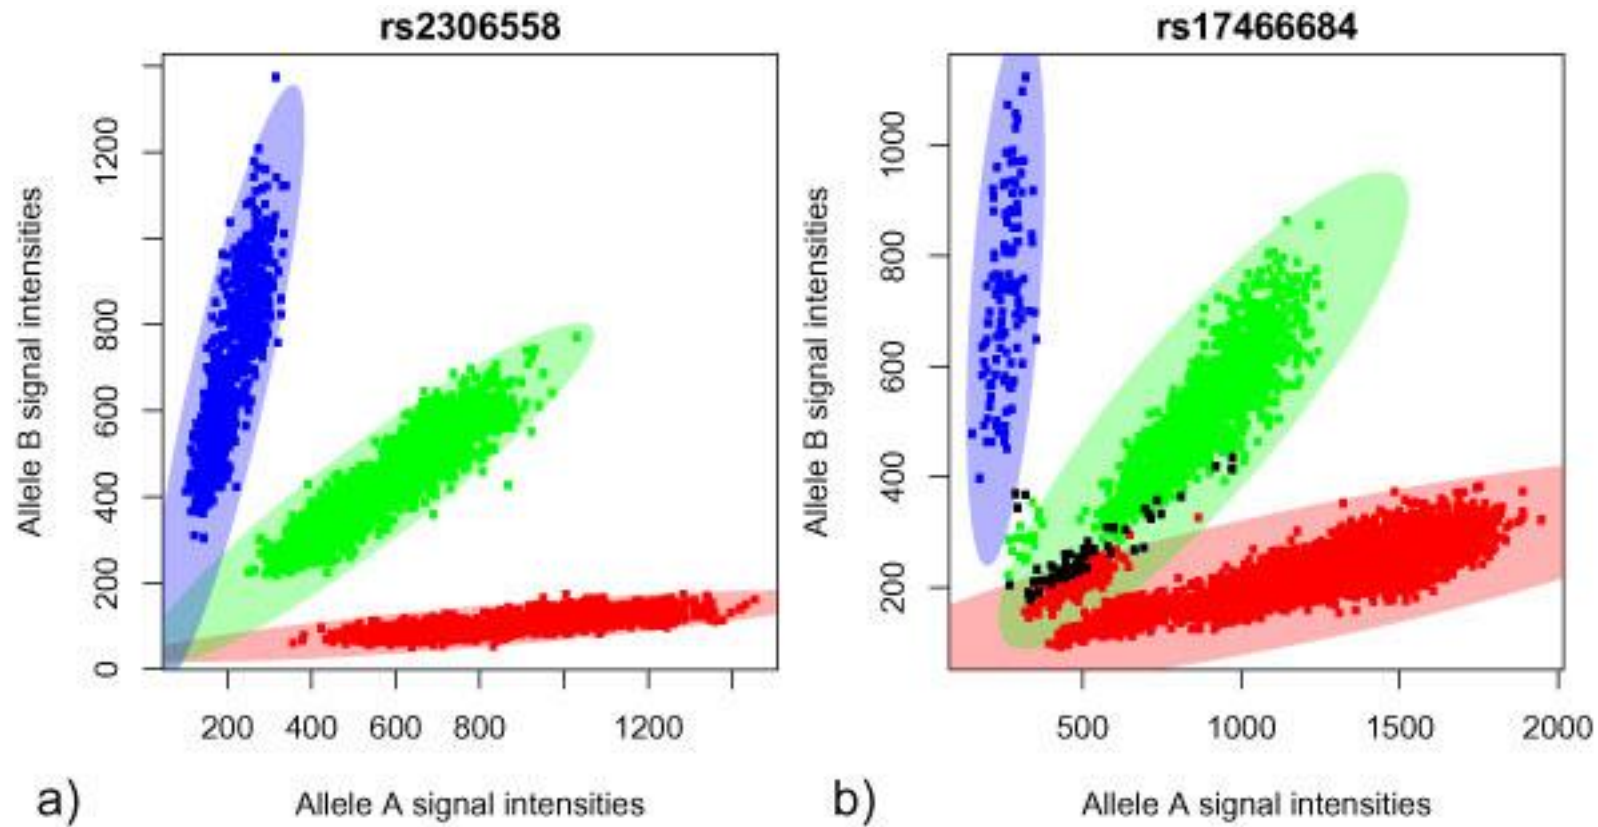 rs2306558
rs17466684
Allele B signal intensities
0 200 400 600 800 1200
200 400 600 800 1200
Allele A signal intensities
a)
Allele B signal intensities
200 400 600 800 1000
500 1000 1500 2000
Allele A signal intensities
b)